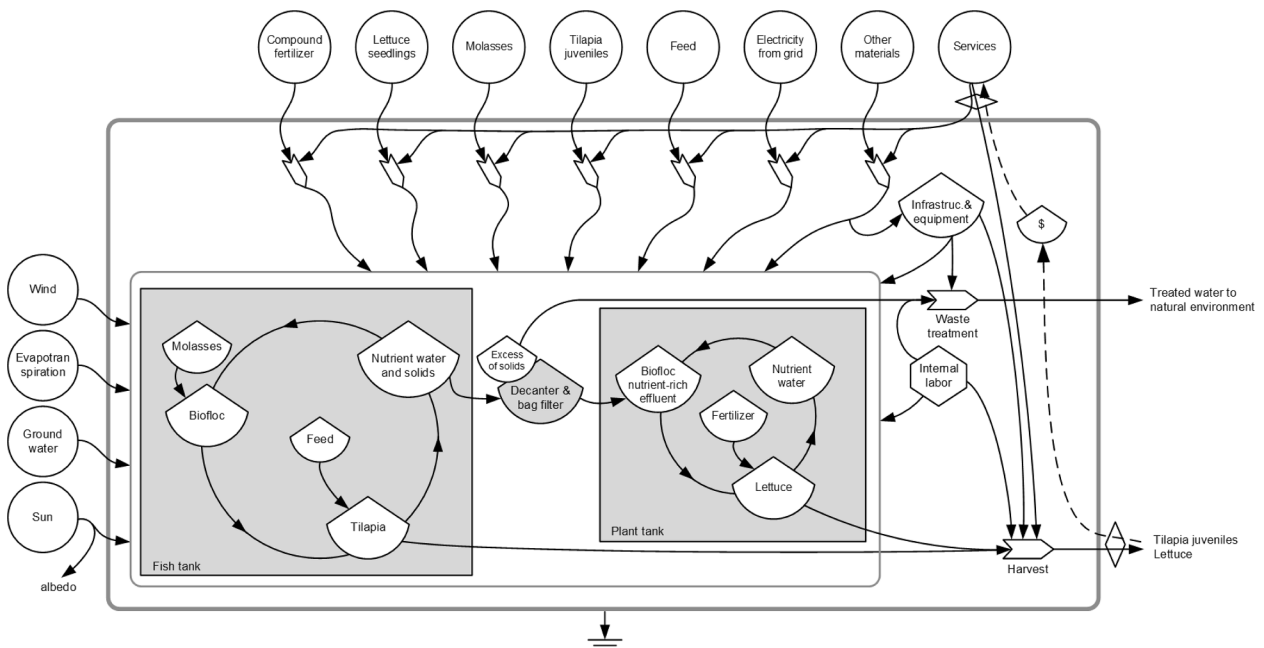 Compound
fertilizer
Lettuce
seedlings
Molasses
Tilapia
juveniles
Feed
Electricity
from grid
Other
materials
Services
Infrastruc.&
equipment
$
Wind
Evapotran
spiration
Ground
water
Sun
albedo
Molasses
Biofloc
Nutrient water
and solids
Feed
Tilapia
Fish tank
Excess
of solids
Decanter &
bag filter
Biofloc
nutrient-rich
effluent
Nutrient
water
Fertilizer
Lettuce
Plant tank
Waste
treatment
Internal
labor
Harvest
Treated water to
natural environment
Tilapia juveniles
Lettuce